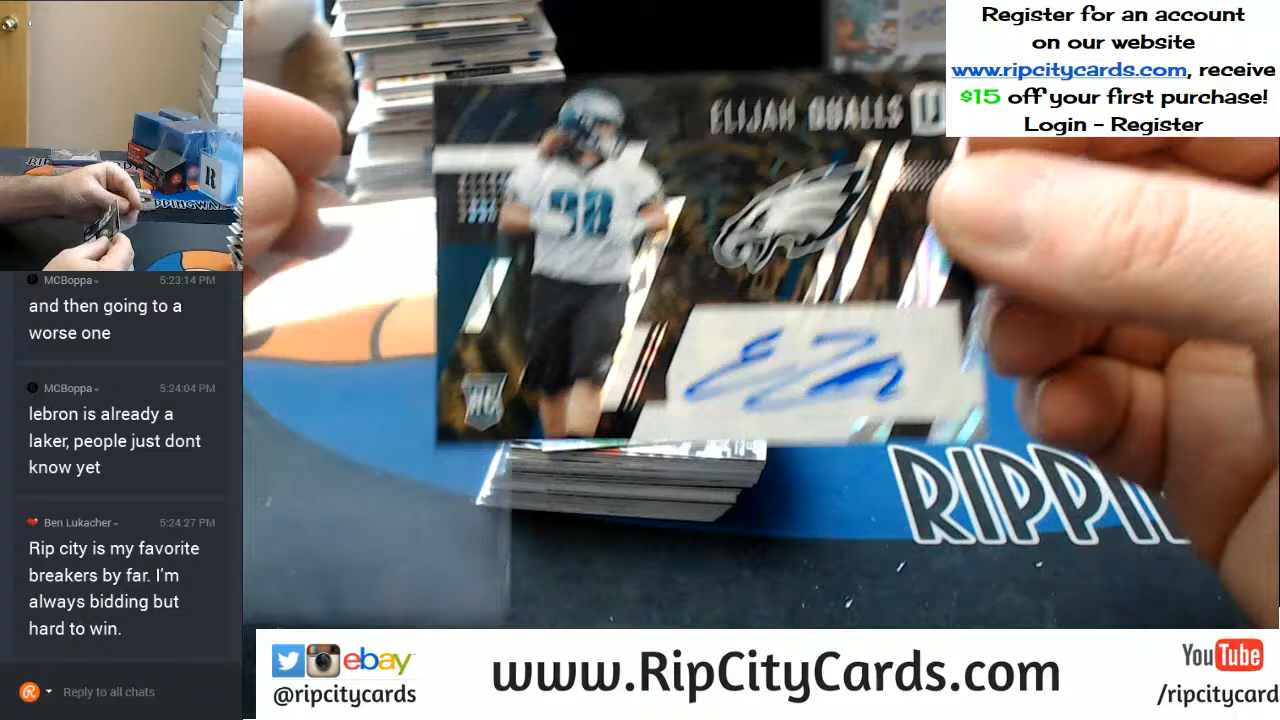 Register for an account
on our website
www.ripcitycards.com, receive
$15 off your first purchase!
Login - Register
ELIJAH QUALLS
98
RC
R
MCBoppa
5:23:14 PM
and then going to a
worse one
MCBoppa
5:24:04 PM
lebron is already a
laker, people just dont
know yet
Ben Lukacher
5:24:27 PM
Rip city is my favorite
breakers by far. I'm
always bidding but
hard to win.
Reply to all chats
ebay
@ripcitycards
www.RipCityCards.com
YouTube
/ripcitycard